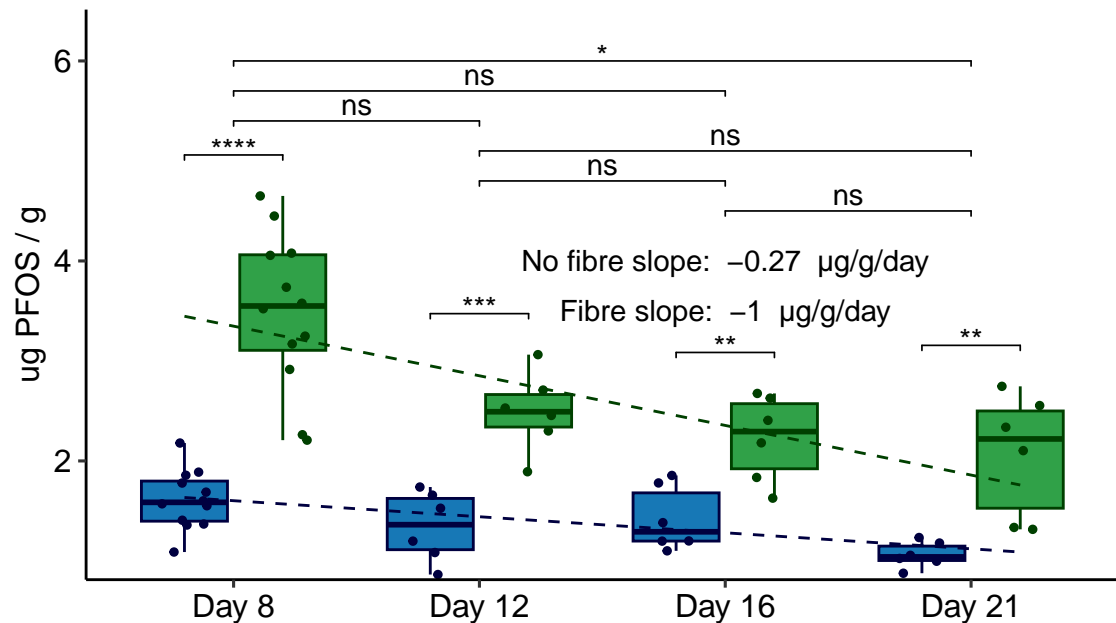 6
*
ns
ns
ns
****
ns
ns
4
No fibre slope: −0.27 µg/g/day
Fibre slope: −1 µg/g/day
***
**
**
2
ug PFOS / g
Day 8 Day 12 Day 16 Day 21